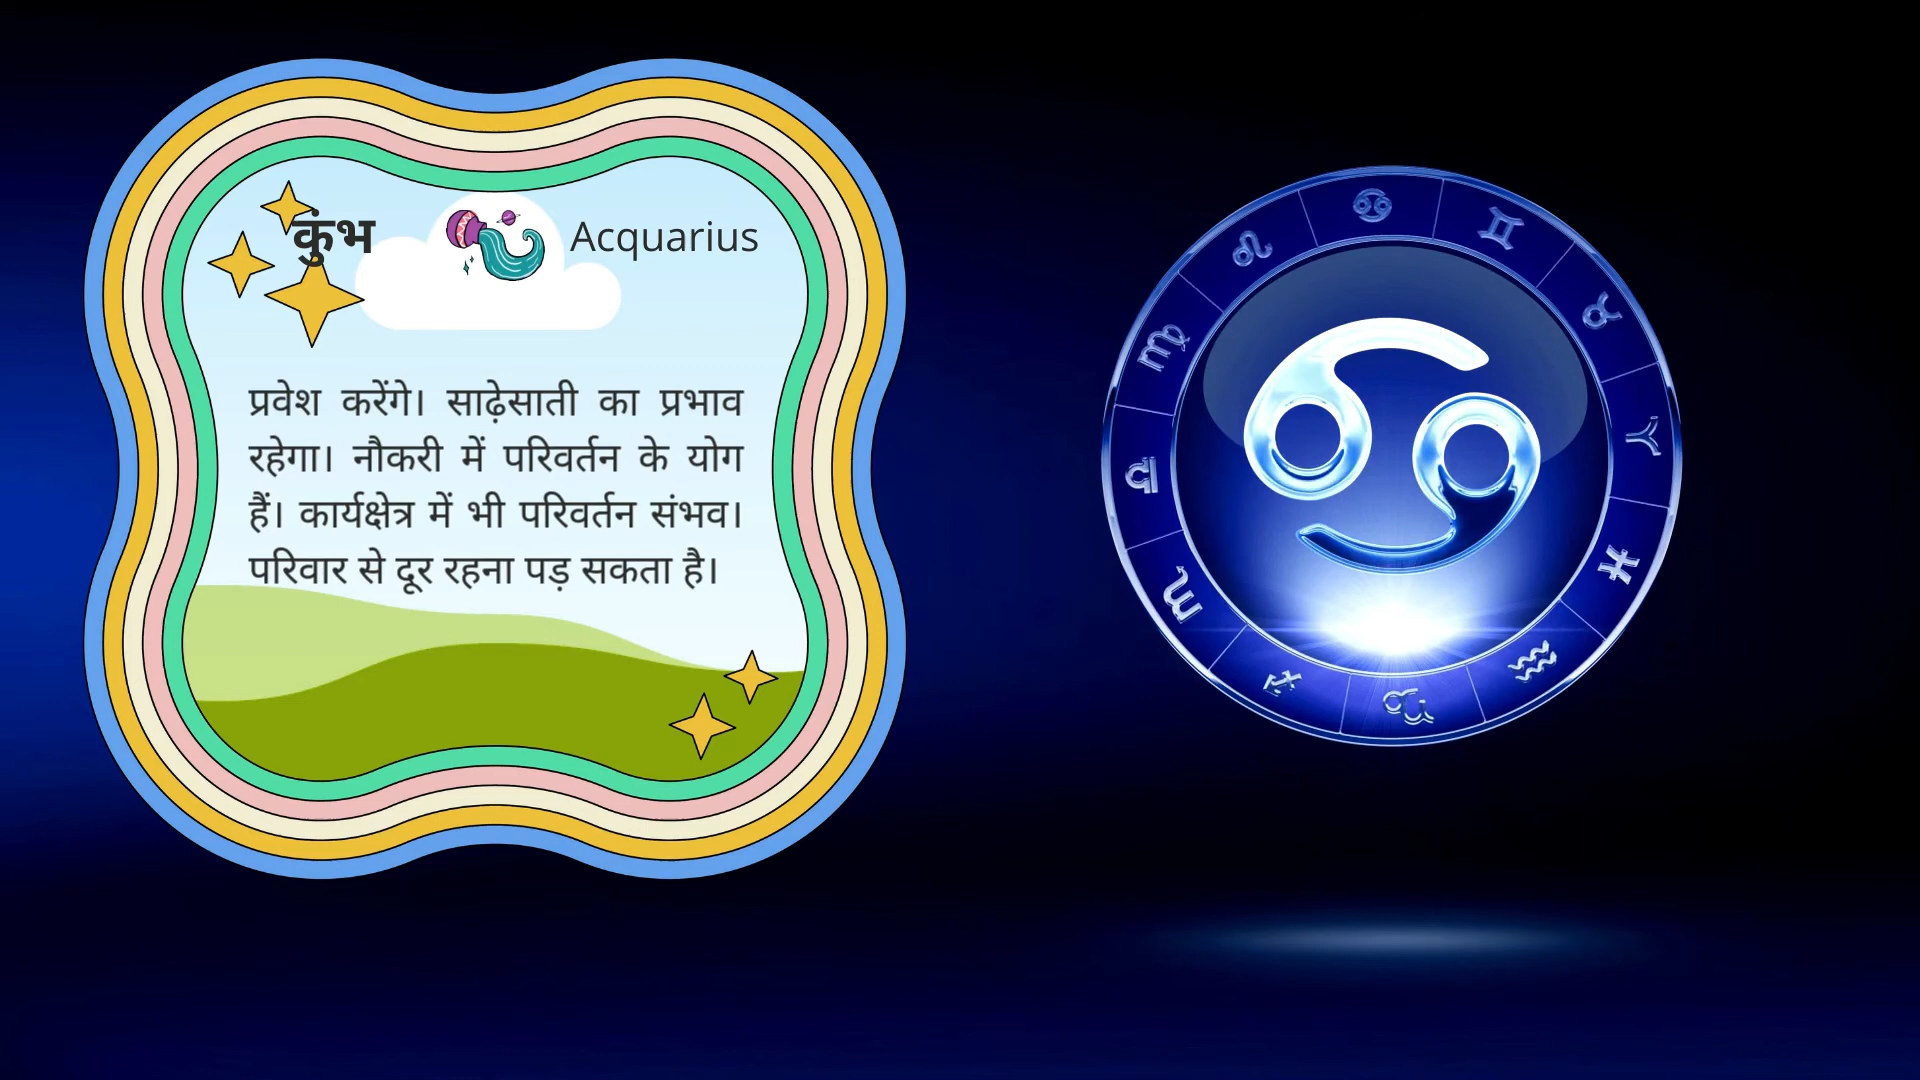 कुंभ Acquarius
प्रवेश करेंगे। साढ़ेसाती का प्रभाव
रहेगा। नौकरी में परिवर्तन के योग
हैं। कार्यक्षेत्र में भी परिवर्तन संभव।
परिवार से दूर रहना पड़ सकता है।